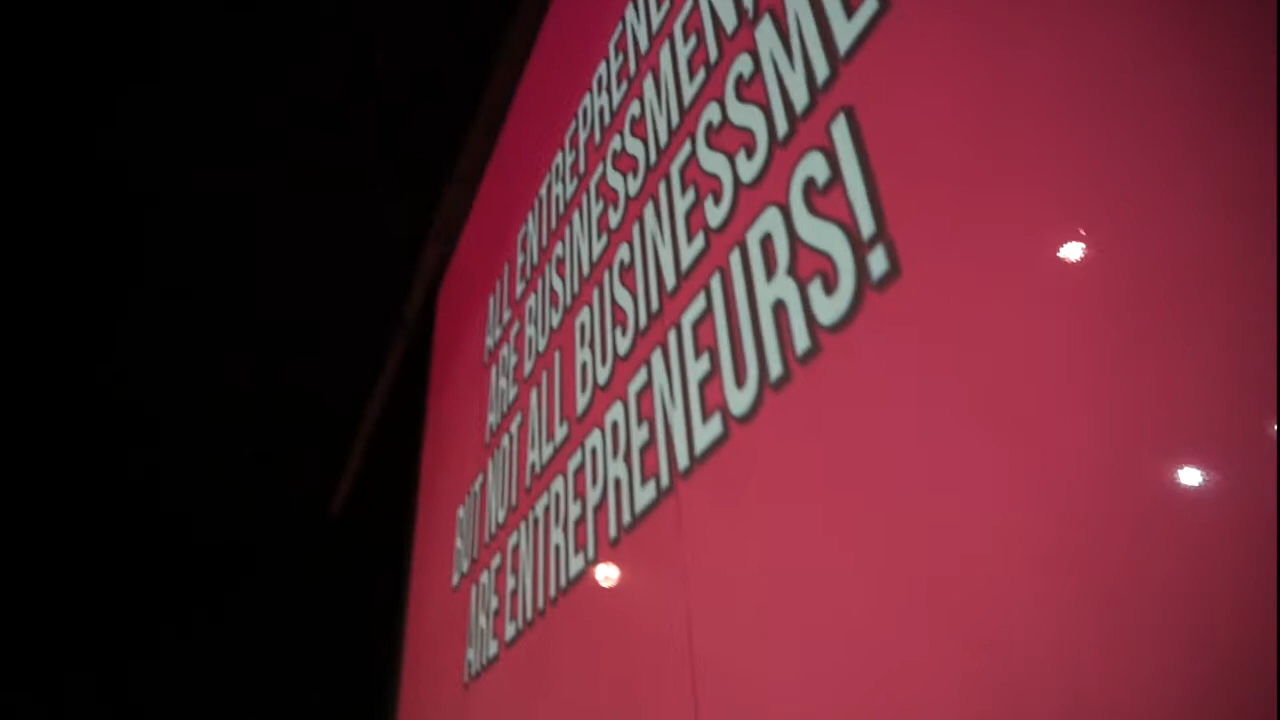 ALL ENTREPRENE
ARE BUSINESSMEN,
BUT NOT ALL BUSINESSME
ARE ENTREPRENEURS!